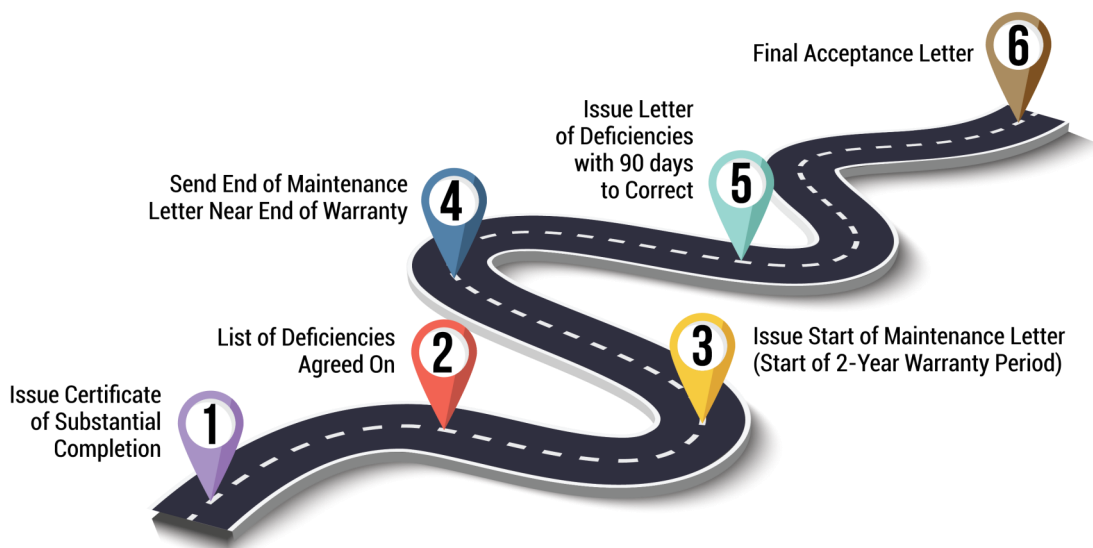 1
Issue Certificate
of Substantial
Completion
2
List of Deficiencies
Agreed On
3
Issue Start of Maintenance Letter
(Start of 2-Year Warranty Period)
4
Send End of Maintenance
Letter Near End of Warranty
5
Issue Letter
of Deficiencies
with 90 days
to Correct
6
Final Acceptance Letter